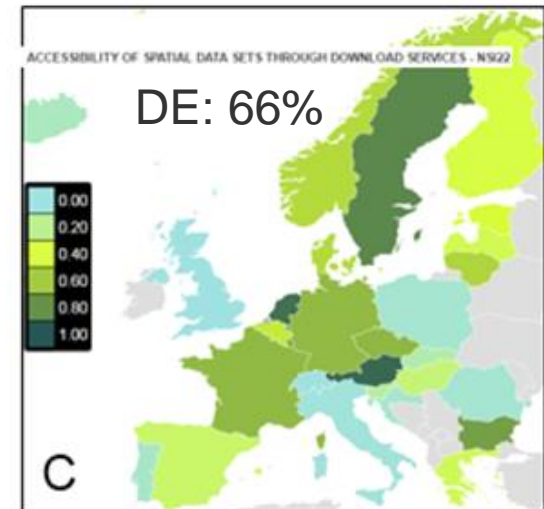 ACCESSIBILITY OF SPATIAL DATA SETS THROUGH DOWNLOAD SERVICES - NSI22
DE: 66%
0.00
0.20
0.40
0.60
0.80
1.00
C